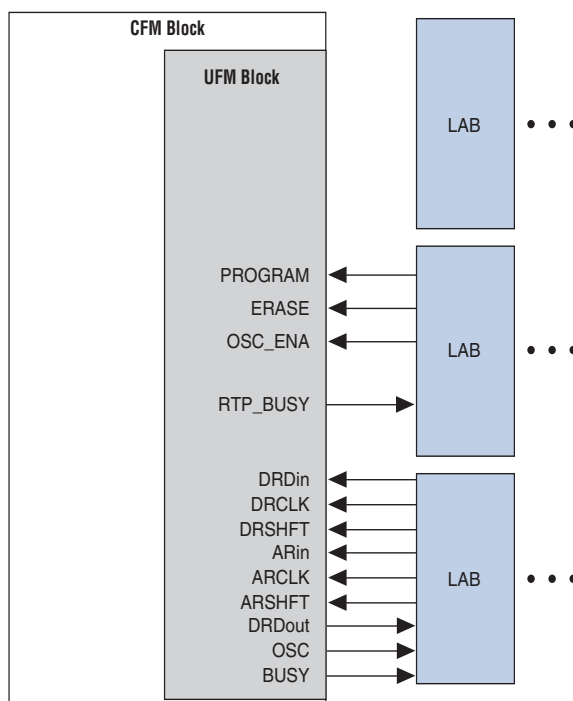 CFM Block
UFM Block
LAB
PROGRAM
ERASE
OSC_ENA
LAB
RTP_BUSY
DRDin
DRCLK
DRSHFT
ARin
ARCLK
LAB
ARSHFT
DRDout
OSC
BUSY